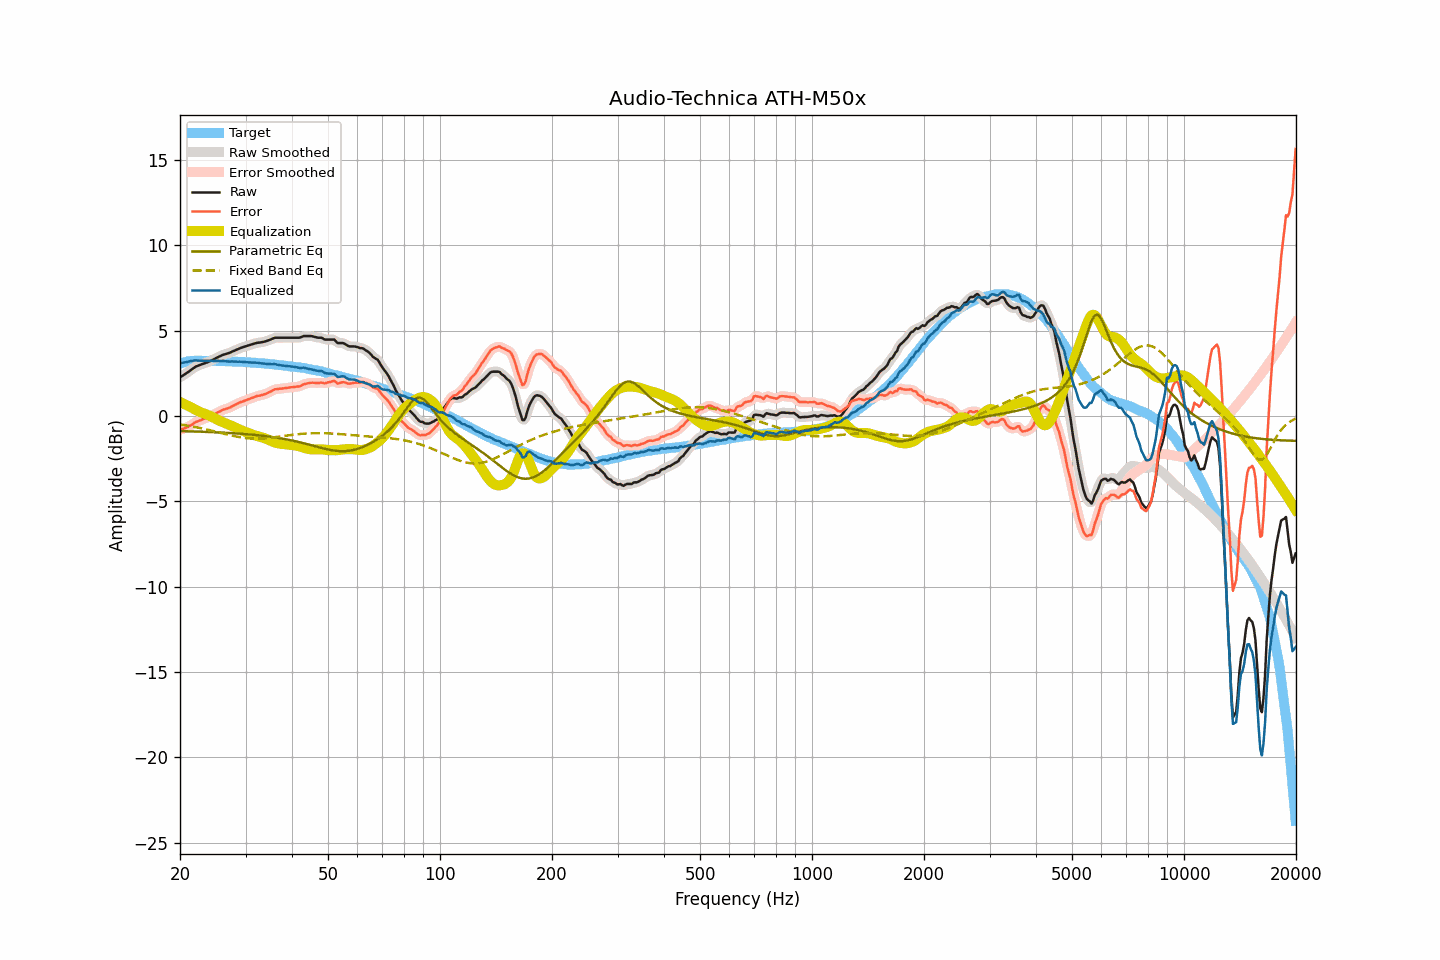 Audio-Technica ATH-M50x
Target
Raw Smoothed
Error Smoothed
Raw
Error
Equalization
Parametric Eq
Fixed Band Eq
Equalized
15
10
5
0
−5
−10
−15
−20
−25
Amplitude (dBr)
20
50
100
200
500
1000
2000
5000
10000
20000
Frequency (Hz)